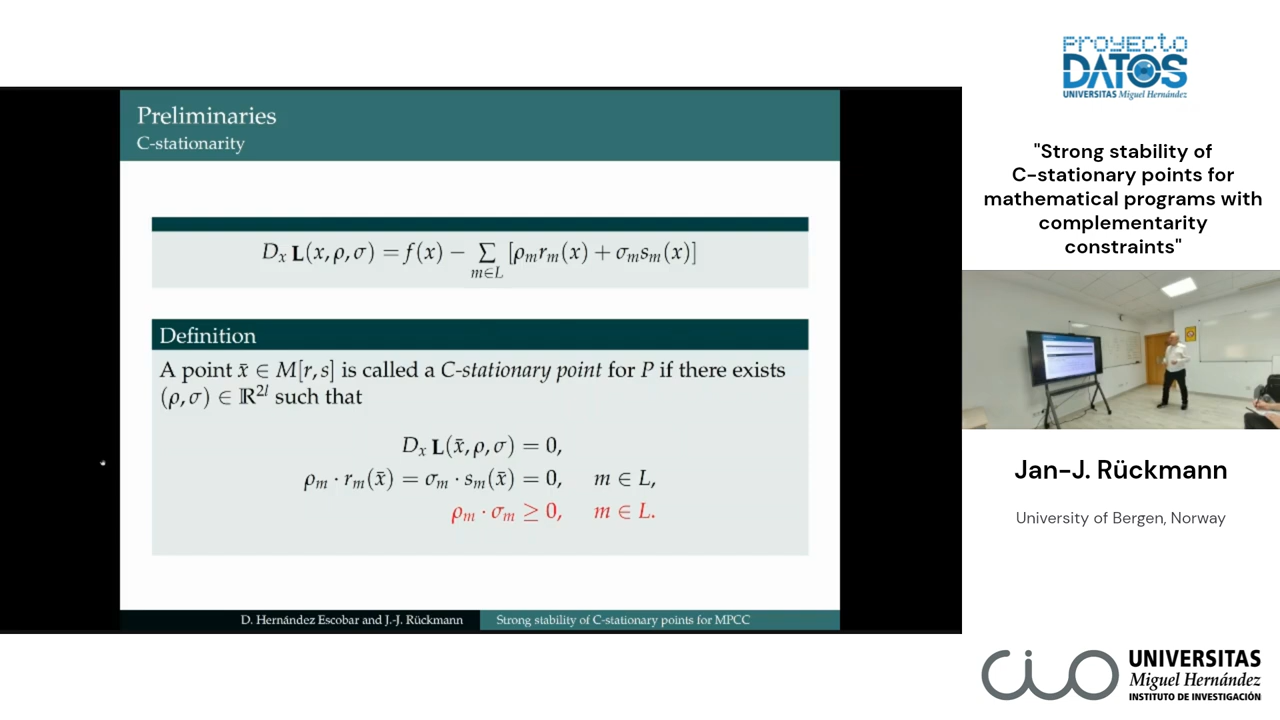 Preliminaries
C-stationarity
D_x L(x, ρ, σ) = f(x) − ∑_{m∈L} [ρ_m r_m(x) + σ_m s_m(x)]
Definition
A point x̄ ∈ M[r, s] is called a C-stationary point for P if there exists
(ρ, σ) ∈ ℝ^{2l} such that
D_x L(x̄, ρ, σ) = 0,
ρ_m · r_m(x̄) = σ_m · s_m(x̄) = 0, m ∈ L,
ρ_m · σ_m ≥ 0, m ∈ L.
D. Hernández Escobar and J.-J. Rückmann
Strong stability of C-stationary points for MPCC
PROYECTO
DATOS
UNIVERSITAS Miguel Hernández
"Strong stability of
C-stationary points for
mathematical programs with
complementarity
constraints"
Jan-J. Rückmann
University of Bergen, Norway
cio
UNIVERSITAS
Miguel Hernández
INSTITUTO DE INVESTIGACIÓN